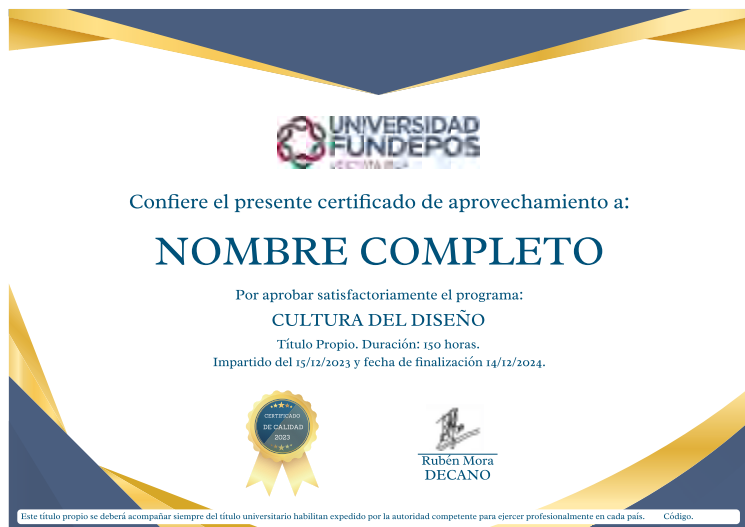 UNIVERSIDAD
FUNDEPOS
Confiere el presente certificado de aprovechamiento a:
NOMBRE COMPLETO
Por aprobar satisfactoriamente el programa:
CULTURA DEL DISEÑO
Título Propio. Duración: 150 horas.
Impartido del 15/12/2023 y fecha de finalización 14/12/2024.
CERTIFICADO
DE CALIDAD
2023
Rubén Mora
DECANO
Este título propio se deberá acompañar siempre del título universitario habilitan expedido por la autoridad competente para ejercer profesionalmente en cada país. Código.